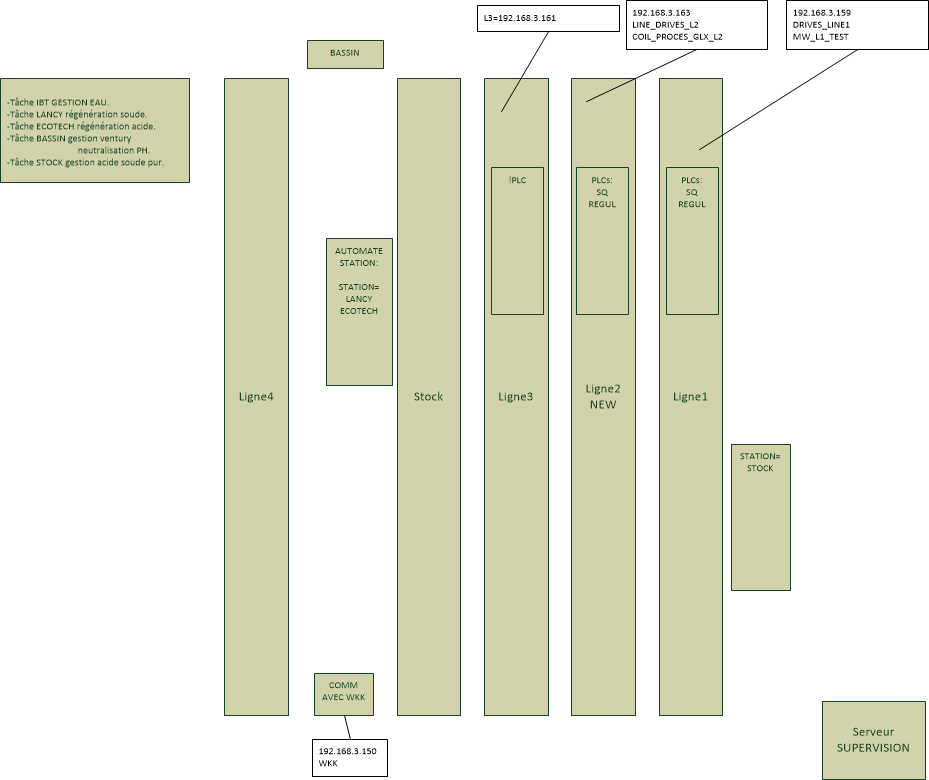 L3=192.168.3.161
192.168.3.163
LINE_DRIVES_L2
COIL_PROCES_GLX_L2
192.168.3.159
DRIVES_LINE1
MW_L1_TEST
BASSIN
-Tâche IBT GESTION EAU.
-Tâche LANCY régénération soude.
-Tâche ECOTECH régénération acide.
-Tâche BASSIN gestion ventury
neutralisation PH.
-Tâche STOCK gestion acide soude pur.
!PLC
PLCs:
SQ
REGUL
PLCs:
SQ
REGUL
AUTOMATE
STATION:
STATION=
LANCY
ECOTECH
Ligne4
Stock
Ligne3
Ligne2
NEW
Ligne1
STATION=
STOCK
COMM
AVEC WKK
192.168.3.150
WKK
Serveur
SUPERVISION